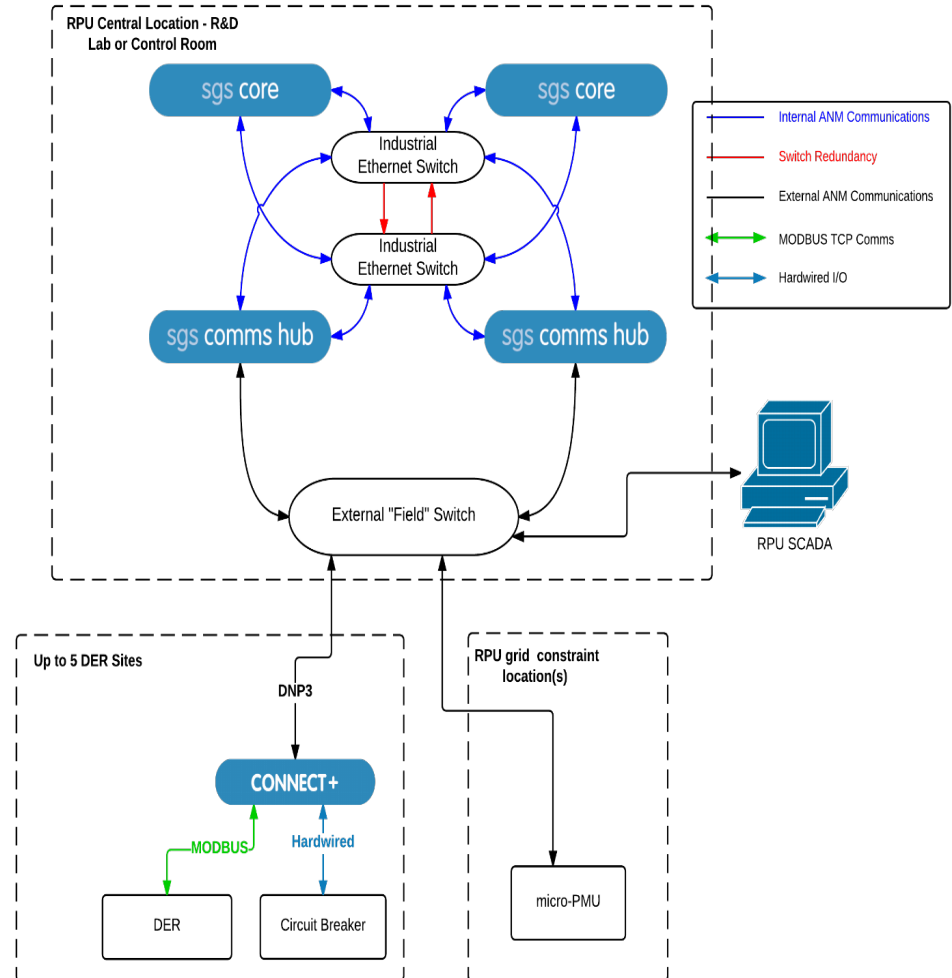 RPU Central Location - R&D
Lab or Control Room
sgs core
sgs core
Industrial
Ethernet Switch
Industrial
Ethernet Switch
sgs comms hub
sgs comms hub
External "Field" Switch
Internal ANM Communications
Switch Redundancy
External ANM Communications
MODBUS TCP Comms
Hardwired I/O
RPU SCADA
Up to 5 DER Sites
DNP3
CONNECT+
MODBUS
Hardwired
DER
Circuit Breaker
RPU grid constraint
location(s)
micro-PMU